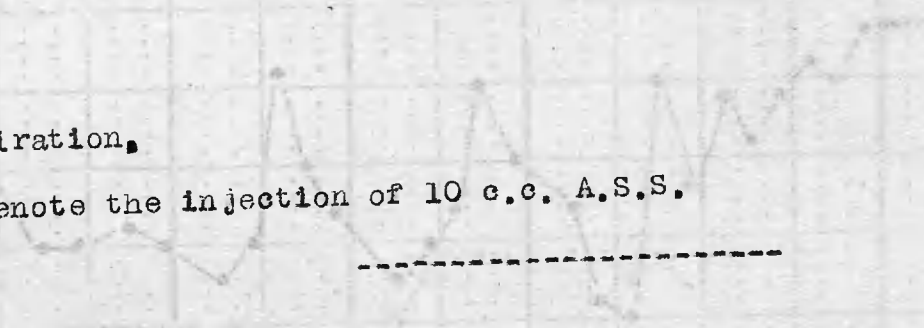 iration.
enote the injection of 10 c.c. A.S.S.
-----------------------